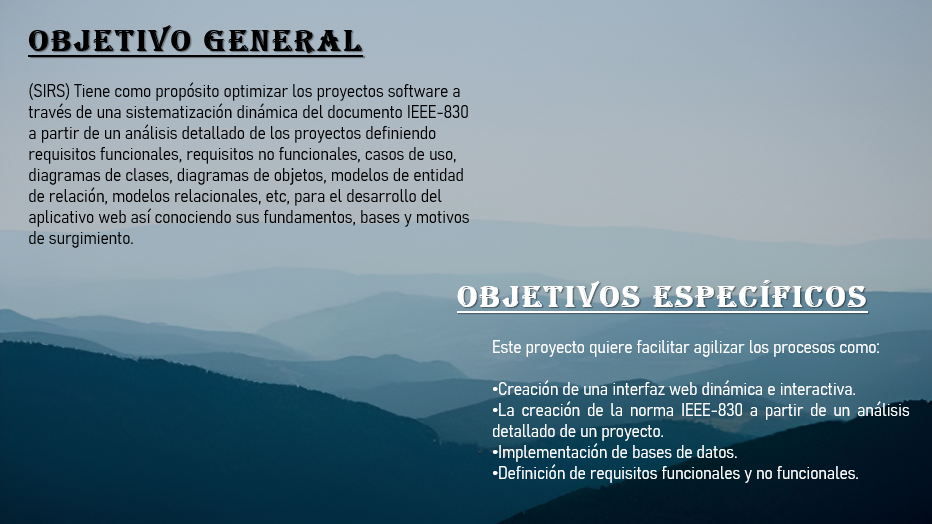 OBJETIVO GENERAL
(SIRS) Tiene como propósito optimizar los proyectos software a
través de una sistematización dinámica del documento IEEE-830
a partir de un análisis detallado de los proyectos definiendo
requisitos funcionales, requisitos no funcionales, casos de uso,
diagramas de clases, diagramas de objetos, modelos de entidad
de relación, modelos relacionales, etc, para el desarrollo del
aplicativo web así conociendo sus fundamentos, bases y motivos
de surgimiento.
OBJETIVOS ESPECÍFICOS
Este proyecto quiere facilitar agilizar los procesos como:
•Creación de una interfaz web dinámica e interactiva.
•La creación de la norma IEEE-830 a partir de un análisis
detallado de un proyecto.
•Implementación de bases de datos.
•Definición de requisitos funcionales y no funcionales.